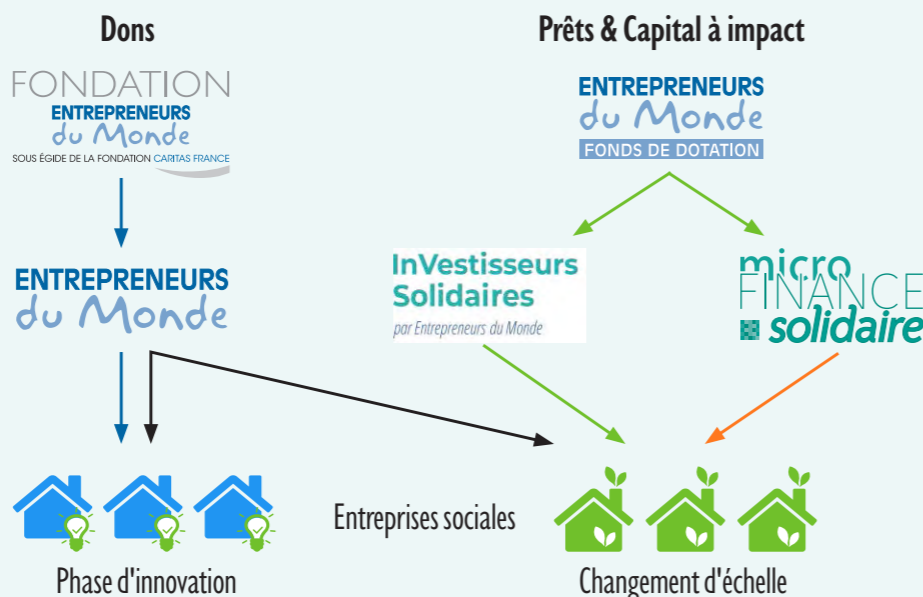 Dons
FONDATION
ENTREPRENEURS
du Monde
SOUS ÉGIDE DE LA FONDATION CARITAS FRANCE
ENTREPRENEURS
du Monde
Prêts & Capital à impact
ENTREPRENEURS
du Monde
FONDS DE DOTATION
InVestisseurs
Solidaires
par Entrepreneurs du Monde
micro
FINANCE
solidaire
Entreprises sociales
Phase d'innovation
Changement d'échelle